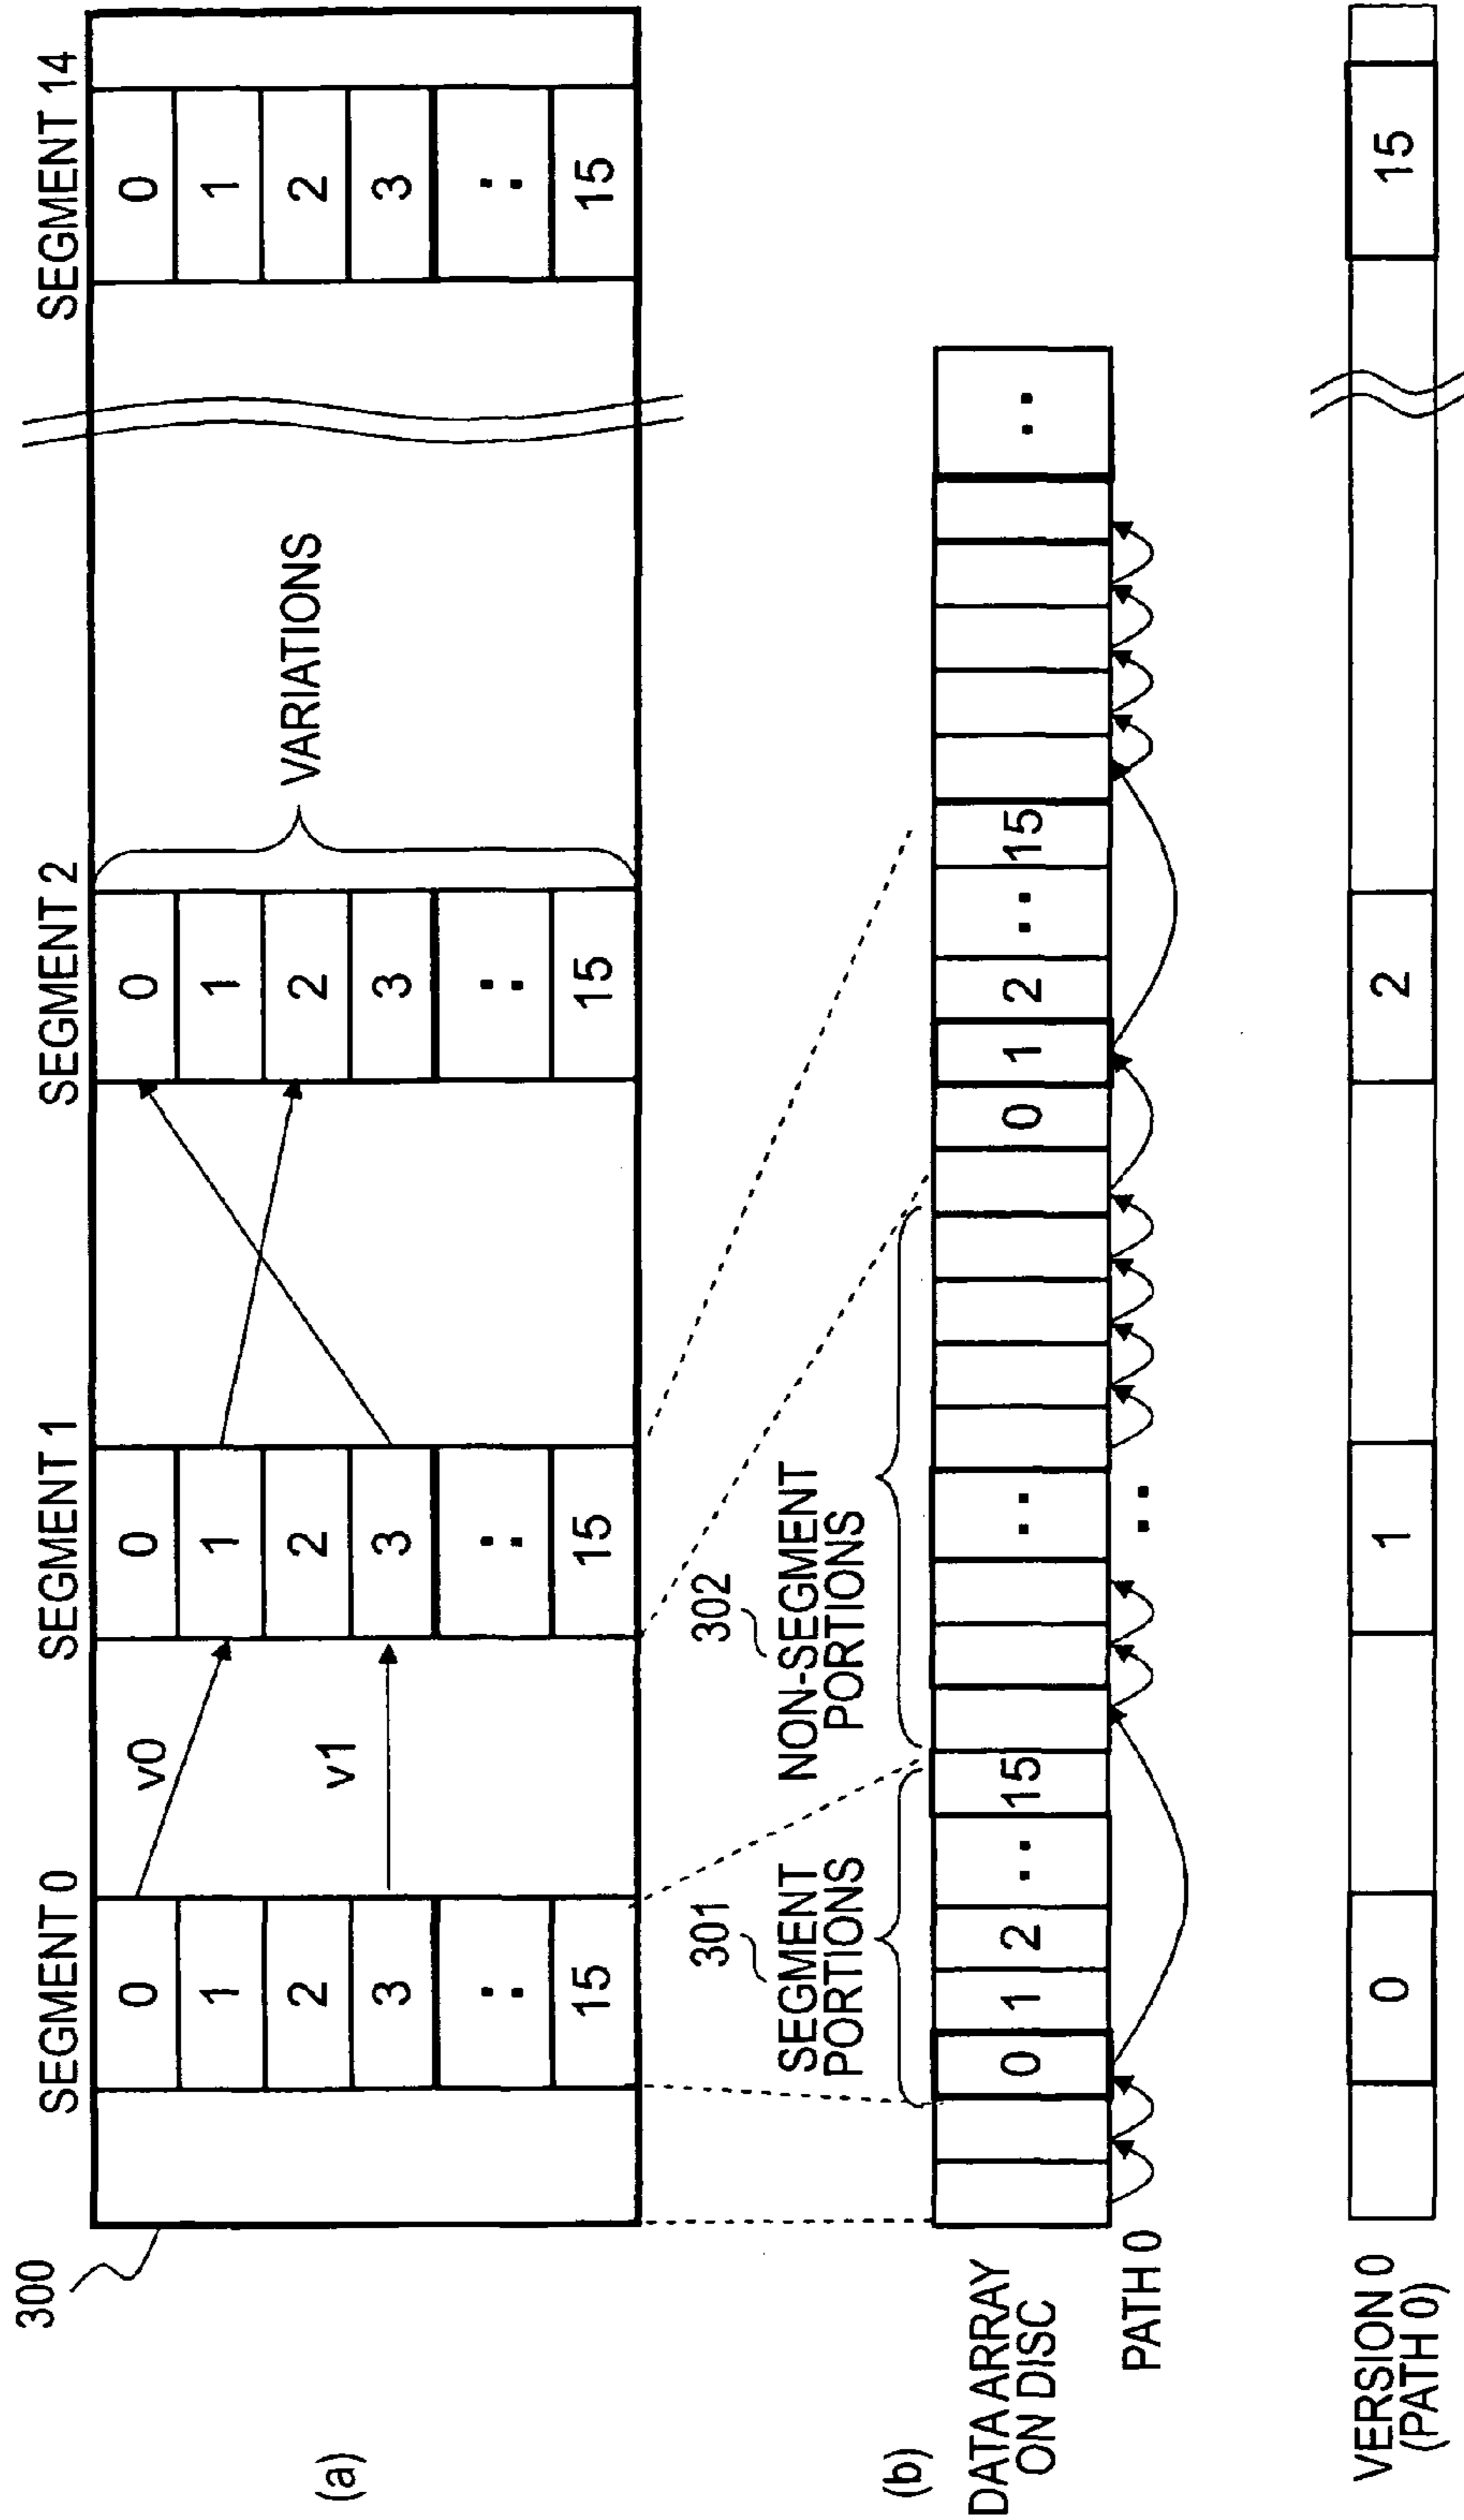 300
SEGMENT 0
SEGMENT 1
SEGMENT 2
SEGMENT 14
(a)
0
1
2
3
:
15
v0
v1
0
1
2
3
:
15
0
1
2
3
:
15
VARIATIONS
0
1
2
3
:
15
301
SEGMENT
PORTIONS
302
NON-SEGMENT
PORTIONS
(b)
DATA ARRAY
ON DISC
0 1 2 : 15 : 0 1 2 : 15 :
PATH 0
:
VERSION 0
(PATH 0)
0 1 2 15